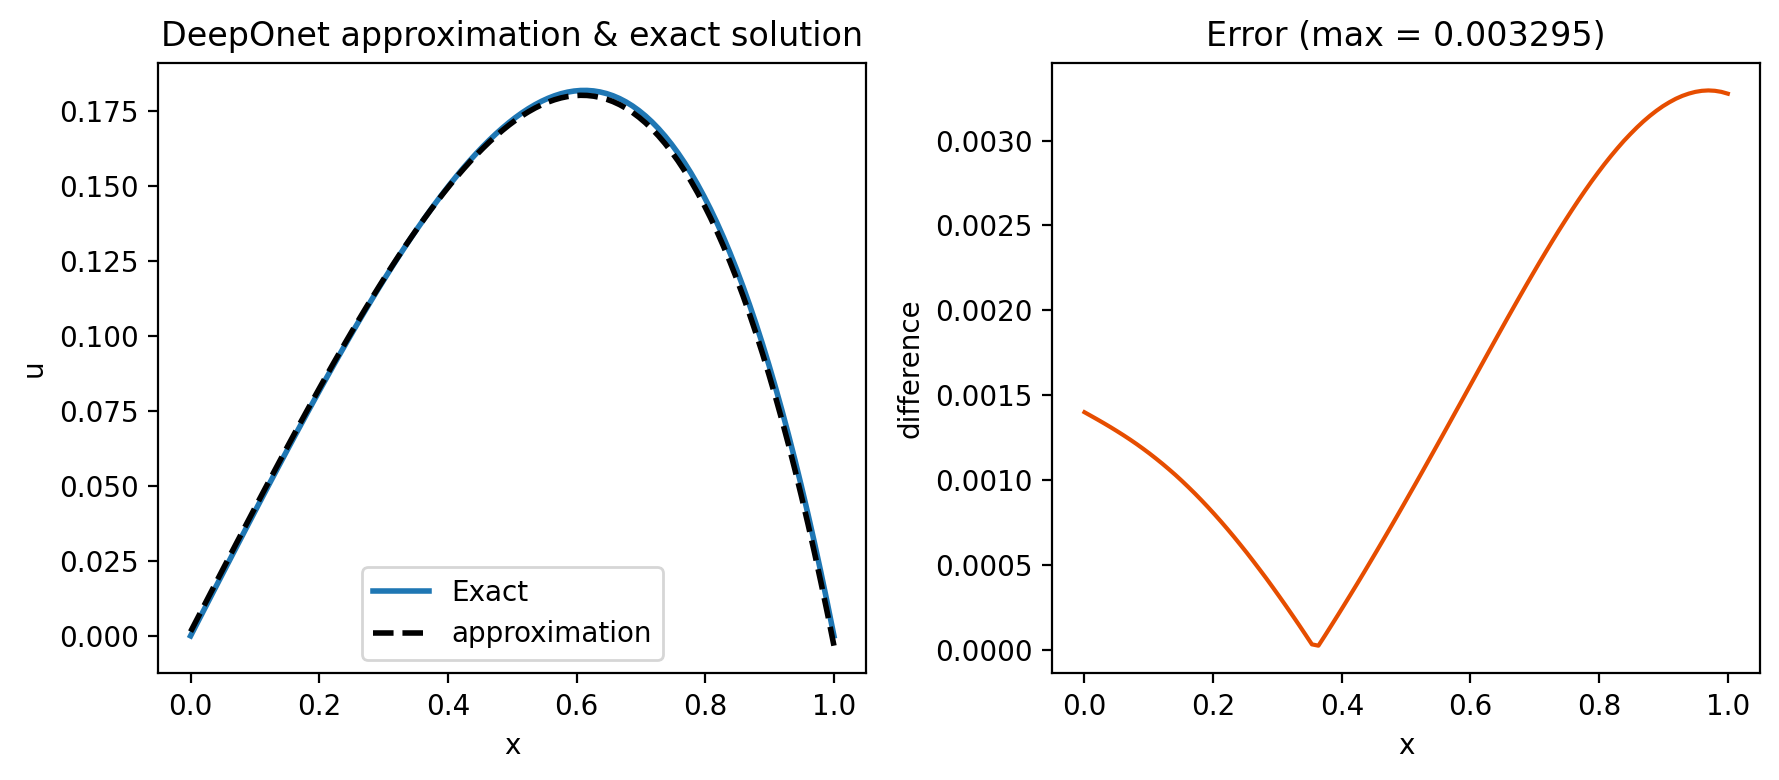 DeepOnet approximation & exact solution
u
0.175
0.150
0.125
0.100
0.075
0.050
0.025
0.000
Exact
approximation
0.0 0.2 0.4 0.6 0.8 1.0
x
Error (max = 0.003295)
difference
0.0030
0.0025
0.0020
0.0015
0.0010
0.0005
0.0000
0.0 0.2 0.4 0.6 0.8 1.0
x